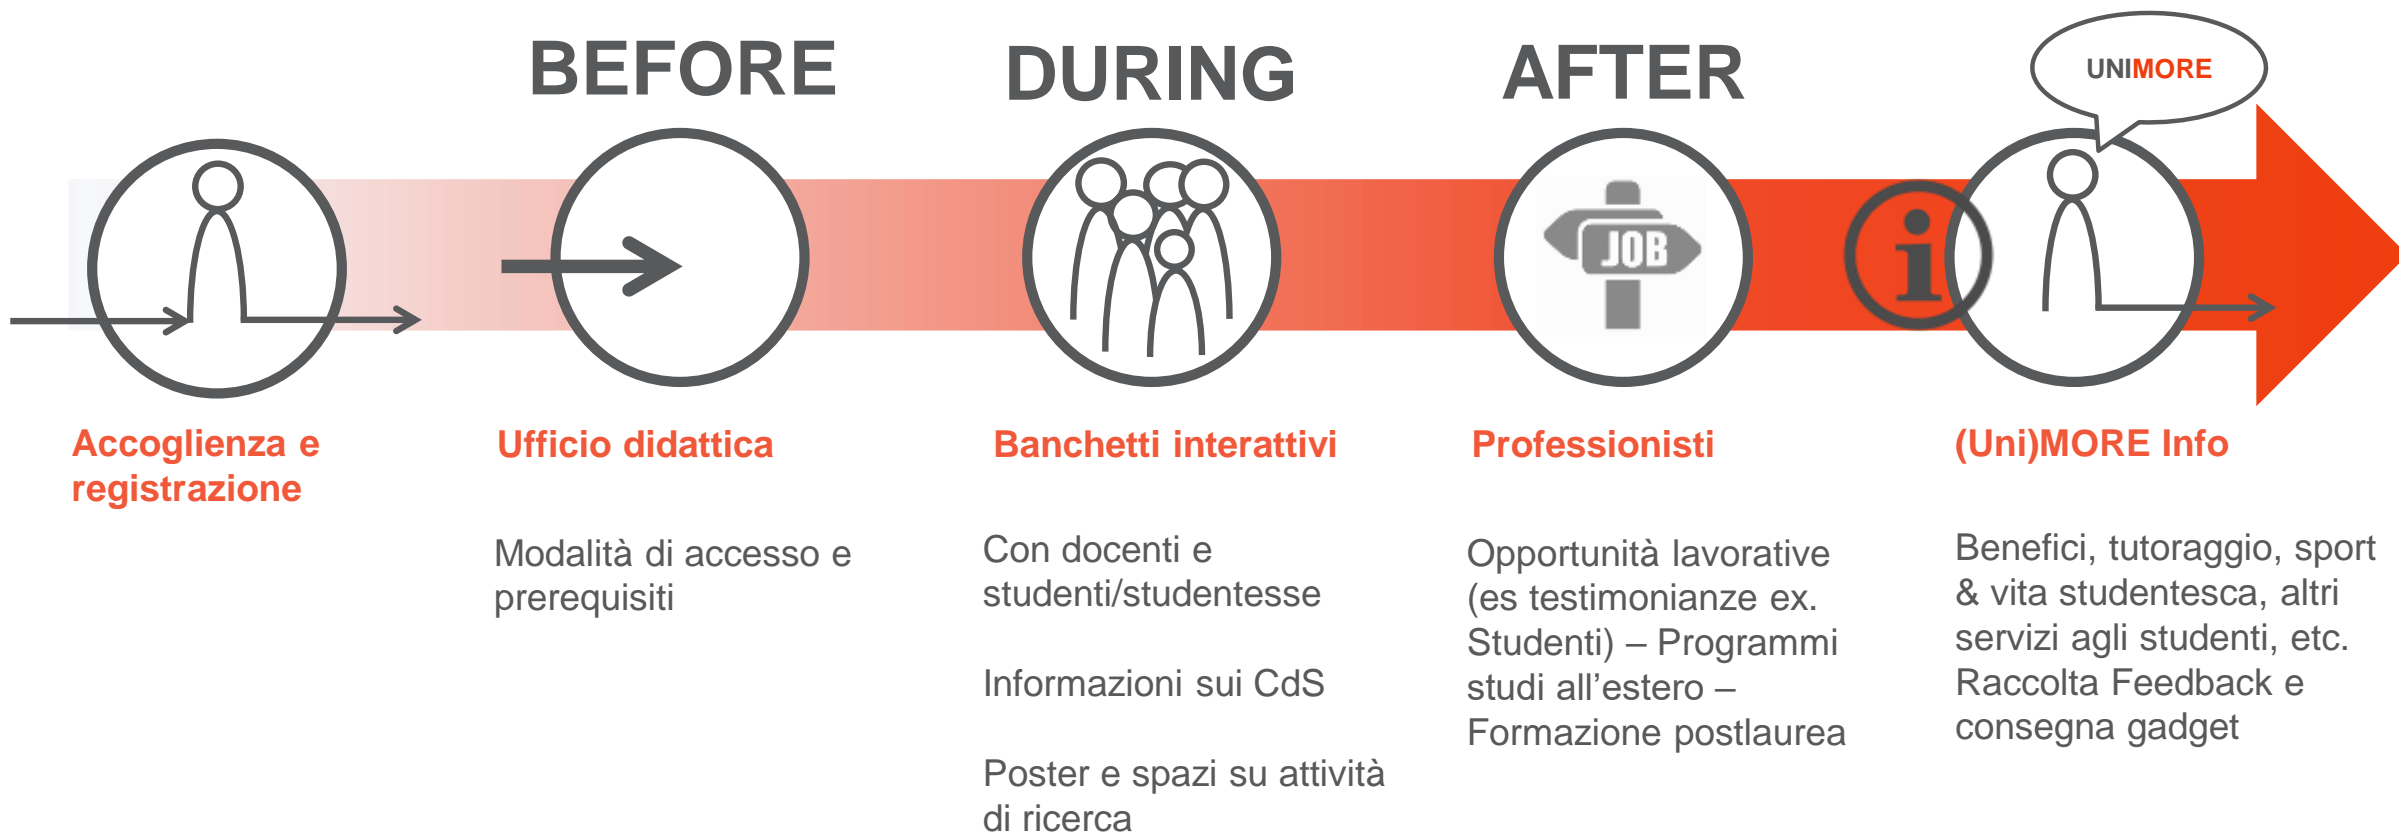 BEFORE
DURING
AFTER
UNIMORE
JOB
i
Accoglienza e
registrazione
Ufficio didattica
Modalità di accesso e
prerequisiti
Banchetti interattivi
Con docenti e
studenti/studentesse
Informazioni sui CdS
Poster e spazi su attività
di ricerca
Professionisti
Opportunità lavorative
(es testimonianze ex.
Studenti) – Programmi
studi all’estero –
Formazione postlaurea
(Uni)MORE Info
Benefici, tutoraggio, sport
& vita studentesca, altri
servizi agli studenti, etc.
Raccolta Feedback e
consegna gadget